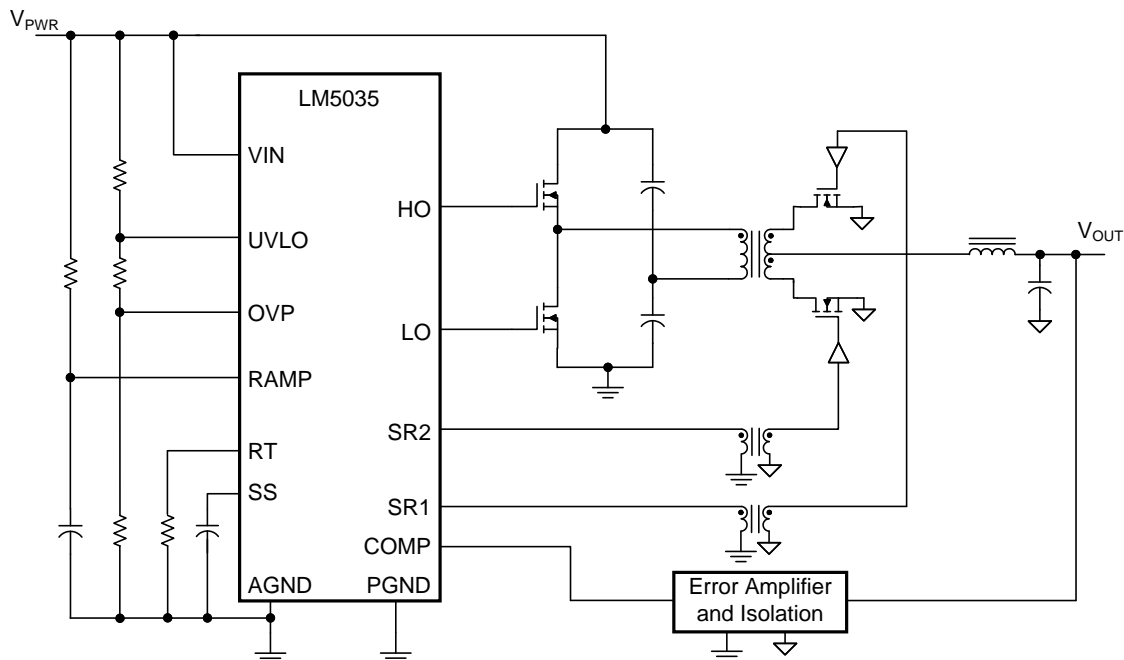 VPWR
LM5035
VIN
HO
UVLO
VOUT
OVP
LO
RAMP
SR2
RT
SS
SR1
COMP
AGND
PGND
Error Amplifier
and Isolation